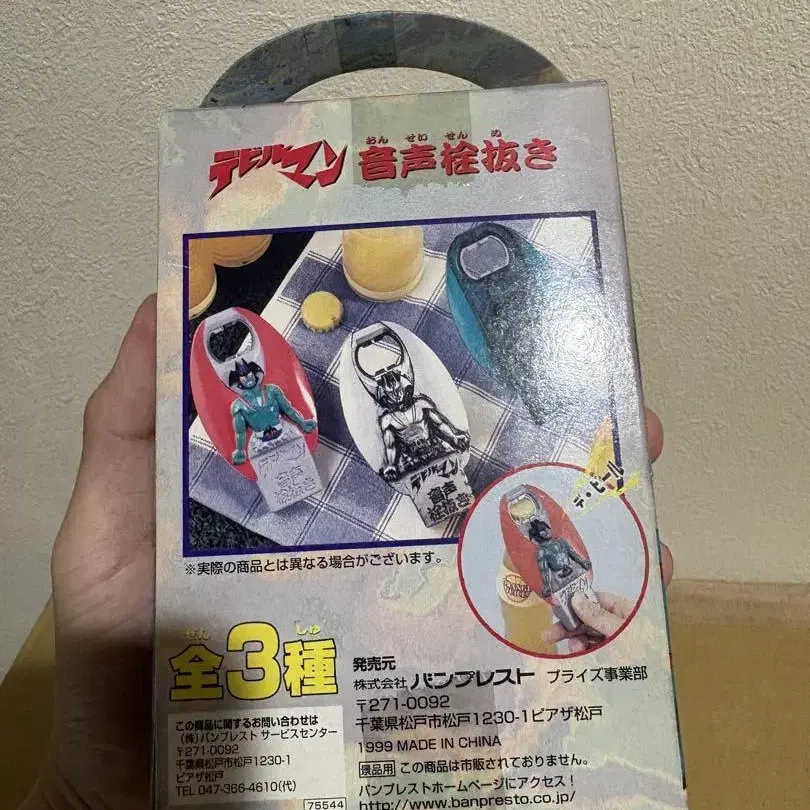 おん せい せん ぬ
デビルマン 音声栓抜き
デビルマン
音声
栓抜き
デビルマン
音声
栓抜き
デ・ビール
※実際の商品とは異なる場合がございます。
ぜん しゅ
全3種
発売元
株式会社 バンプレスト プライズ事業部
〒271-0092
千葉県松戸市松戸1230-1ピアザ松戸
1999 MADE IN CHINA
景品用 この商品は市販されておりません。
バンプレストホームページにアクセス!
http://www.banpresto.co.jp/
この商品に関するお問い合わせは
(株)バンプレスト サービスセンター
〒271-0092
千葉県松戸市松戸1230-1
ピアザ松戸
TEL 047-366-4610(代)
75544